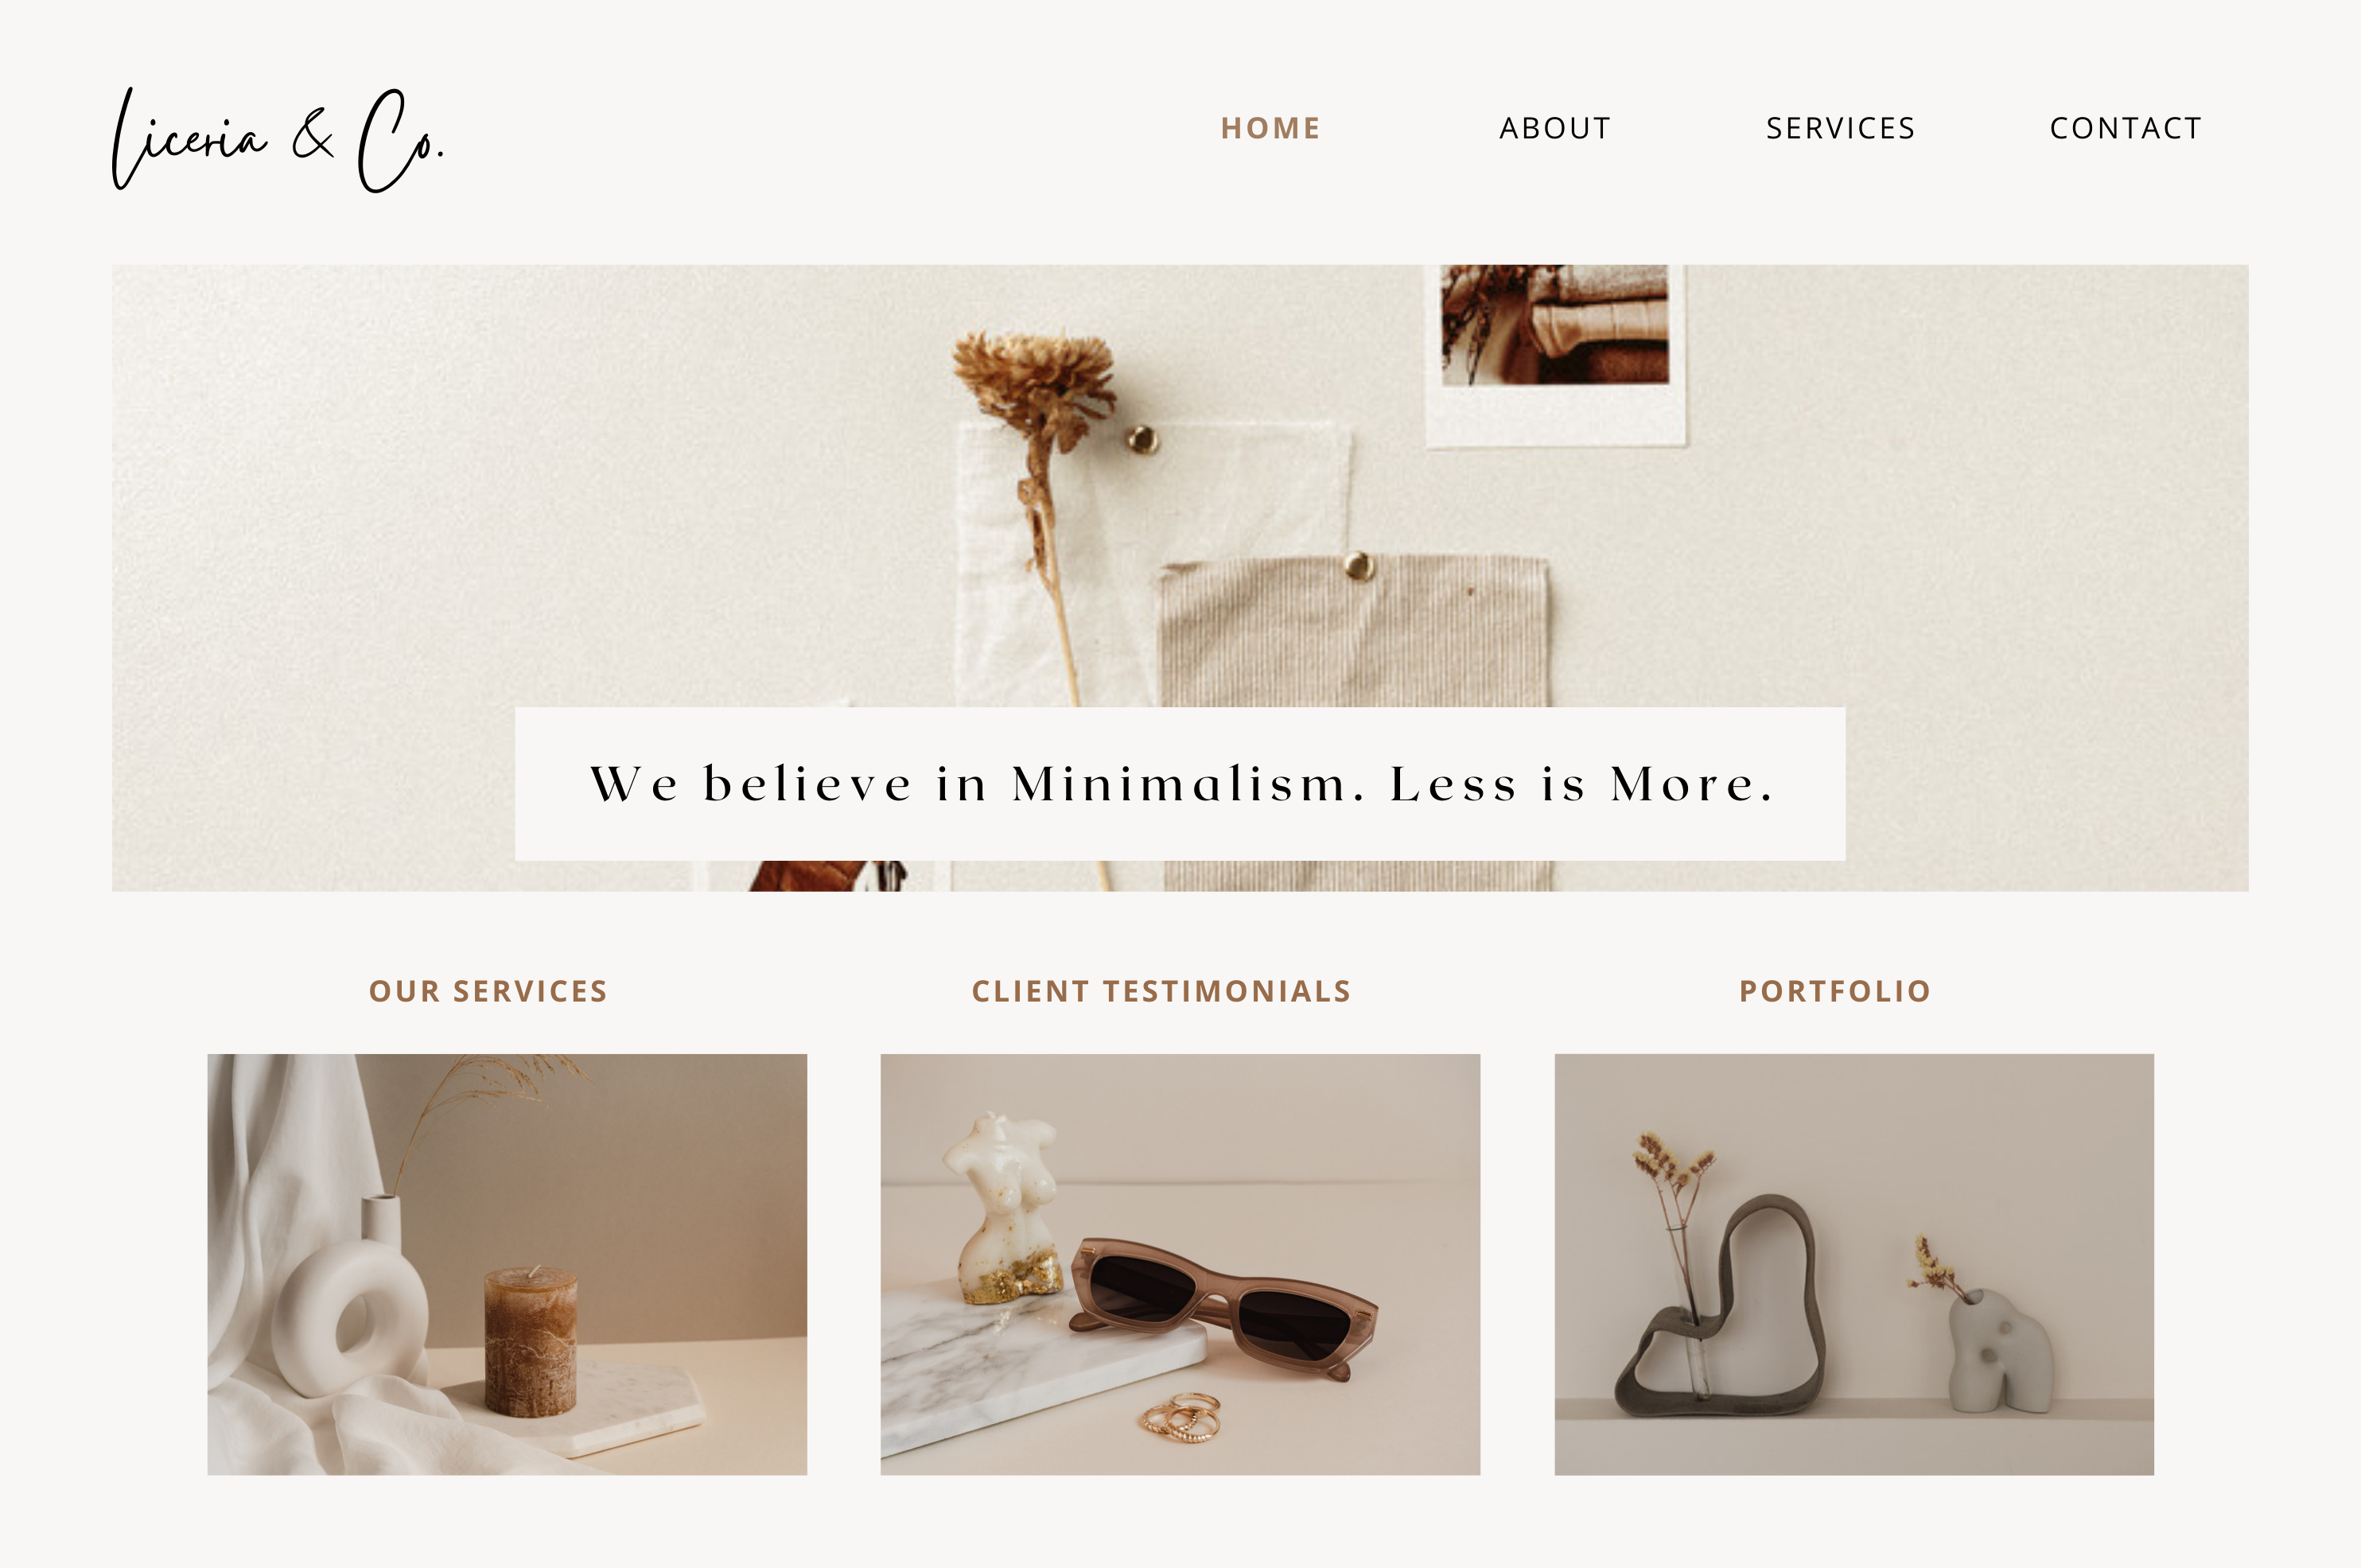 Liceria & Co.
HOME ABOUT SERVICES CONTACT
We believe in Minimalism. Less is More.
OUR SERVICES
CLIENT TESTIMONIALS
PORTFOLIO